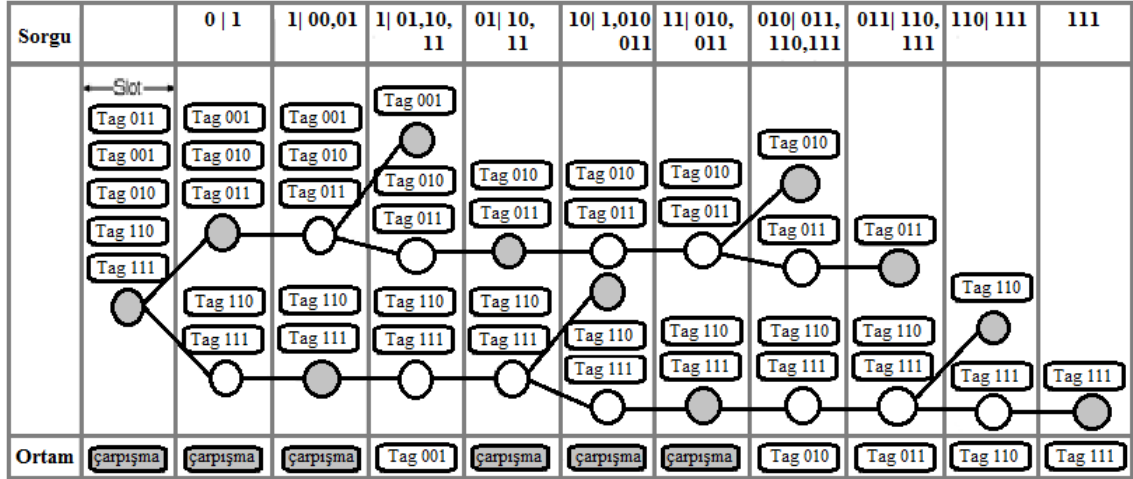 Sorgu
0 | 1
1| 00,01
1| 01,10,
11
01| 10,
11
10| 1,010
011
11| 010,
011
010| 011,
110,111
011| 110,
111
110| 111
111
Slot
Tag 011
Tag 001
Tag 010
Tag 110
Tag 111
Tag 001
Tag 010
Tag 011
Tag 110
Tag 111
Tag 001
Tag 010
Tag 011
Tag 110
Tag 111
Tag 001
Tag 010
Tag 011
Tag 110
Tag 111
Tag 010
Tag 011
Tag 110
Tag 111
Tag 010
Tag 011
Tag 110
Tag 111
Tag 010
Tag 011
Tag 110
Tag 111
Tag 010
Tag 011
Tag 110
Tag 111
Tag 011
Tag 110
Tag 111
Tag 110
Tag 111
Tag 111
Ortam
çarpışma
çarpışma
çarpışma
Tag 001
çarpışma
çarpışma
çarpışma
Tag 010
Tag 011
Tag 110
Tag 111